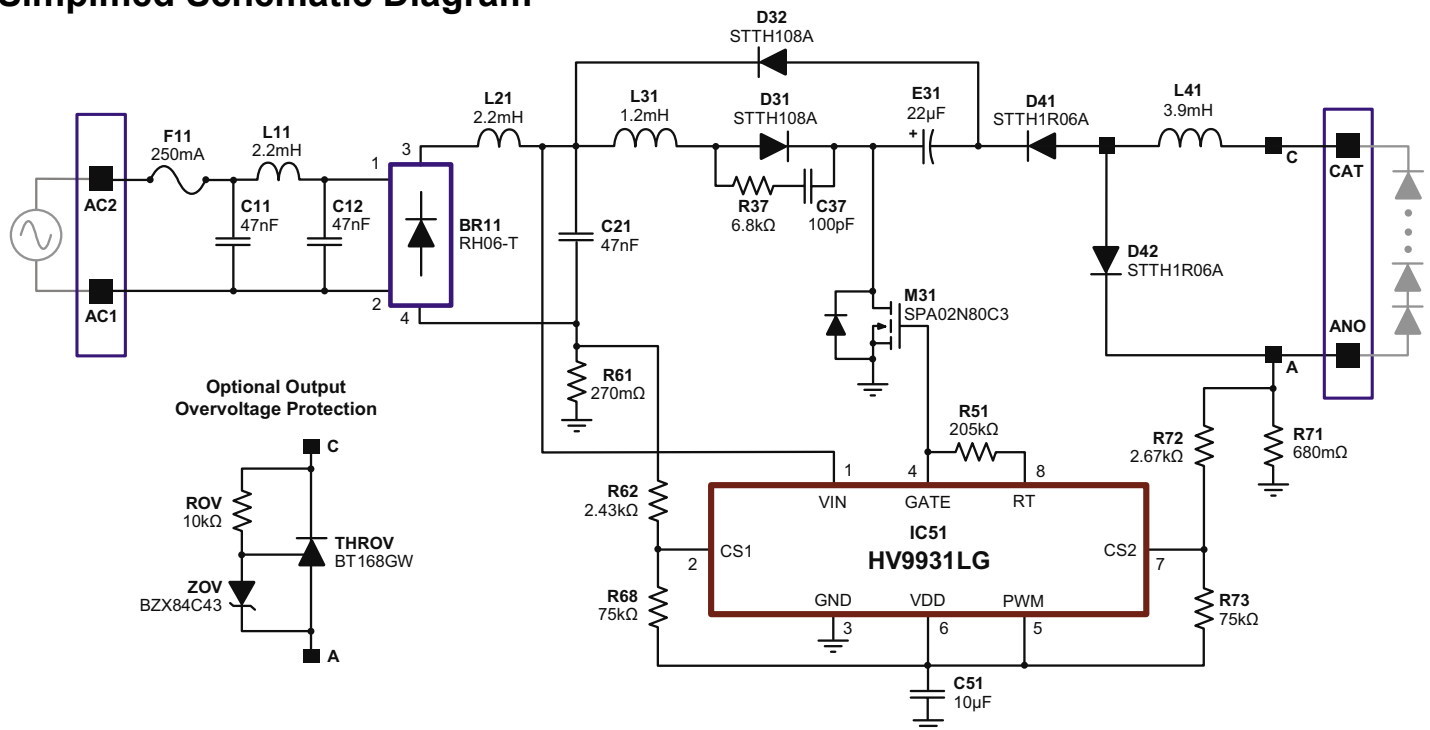 Simplified Schematic Diagram
D32
STTH108A
L21
2.2mH
L31
1.2mH
D31
STTH108A
E31
22µF
+
D41
STTH1R06A
L41
3.9mH
F11
250mA
L11
2.2mH
1
3
AC2
C
CAT
C11
47nF
C12
47nF
BR11
RH06-T
C21
47nF
R37
6.8kΩ
C37
100pF
D42
STTH1R06A
AC1
2
4
M31
SPA02N80C3
ANO
A
Optional Output
Overvoltage Protection
R61
270mΩ
R51
205kΩ
R72
2.67kΩ
R71
680mΩ
C
1
4
8
ROV
10kΩ
R62
2.43kΩ
VIN
GATE
RT
THROV
BT168GW
IC51
HV9931LG
CS1
CS2
2
7
ZOV
BZX84C43
R68
75kΩ
GND
VDD
PWM
R73
75kΩ
3
6
5
A
C51
10µF